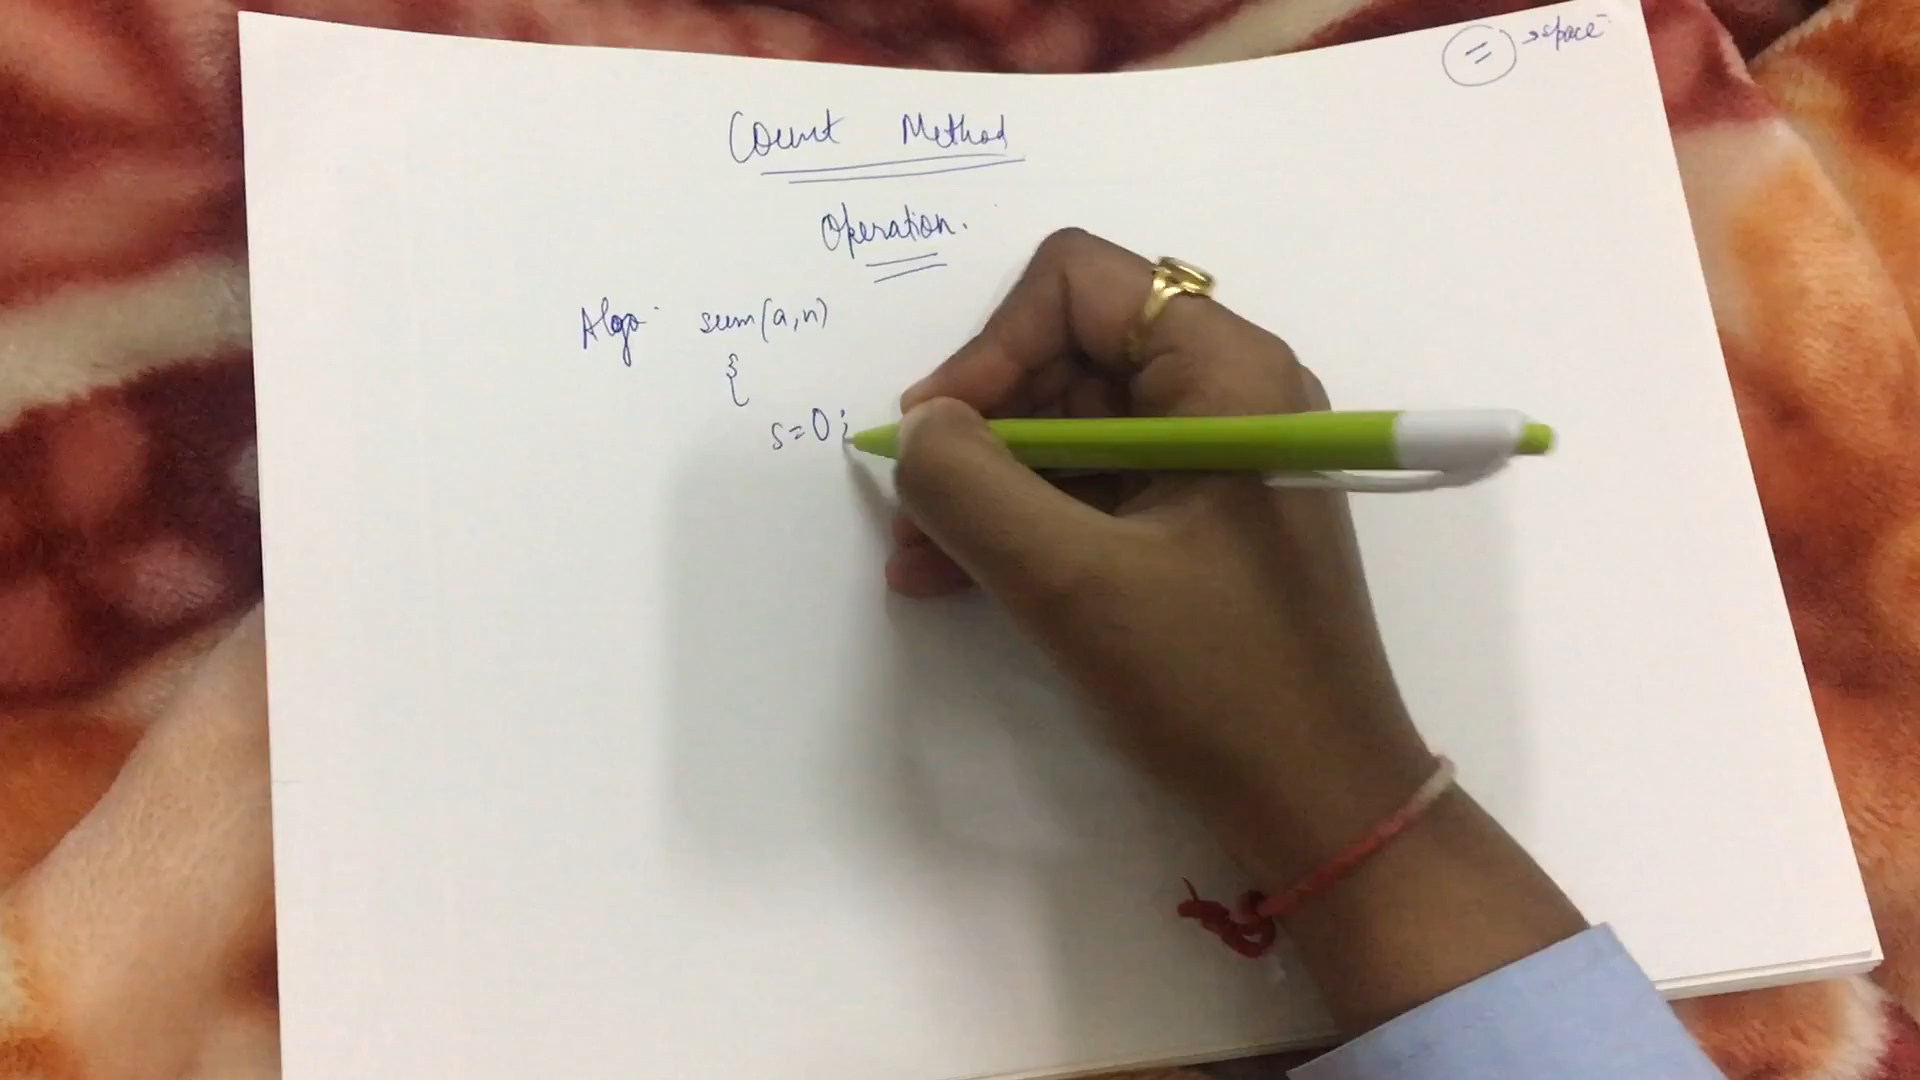 = → space
Count Method
Operation.
Algo sum(a,n)
{
s=0;